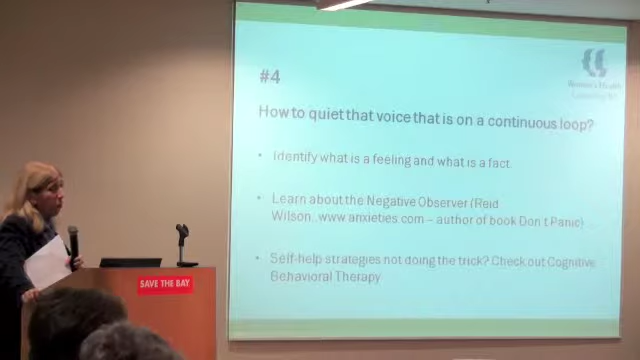 #4
Women's Health
How to quiet that voice that is on a continuous loop?
• Identify what is a feeling and what is a fact.
• Learn about the Negative Observer (Reid
Wilson, www.anxieties.com – author of book Don t Panic)
• Self-help strategies not doing the trick? Check out Cognitive
Behavioral Therapy
SAVE THE BAY